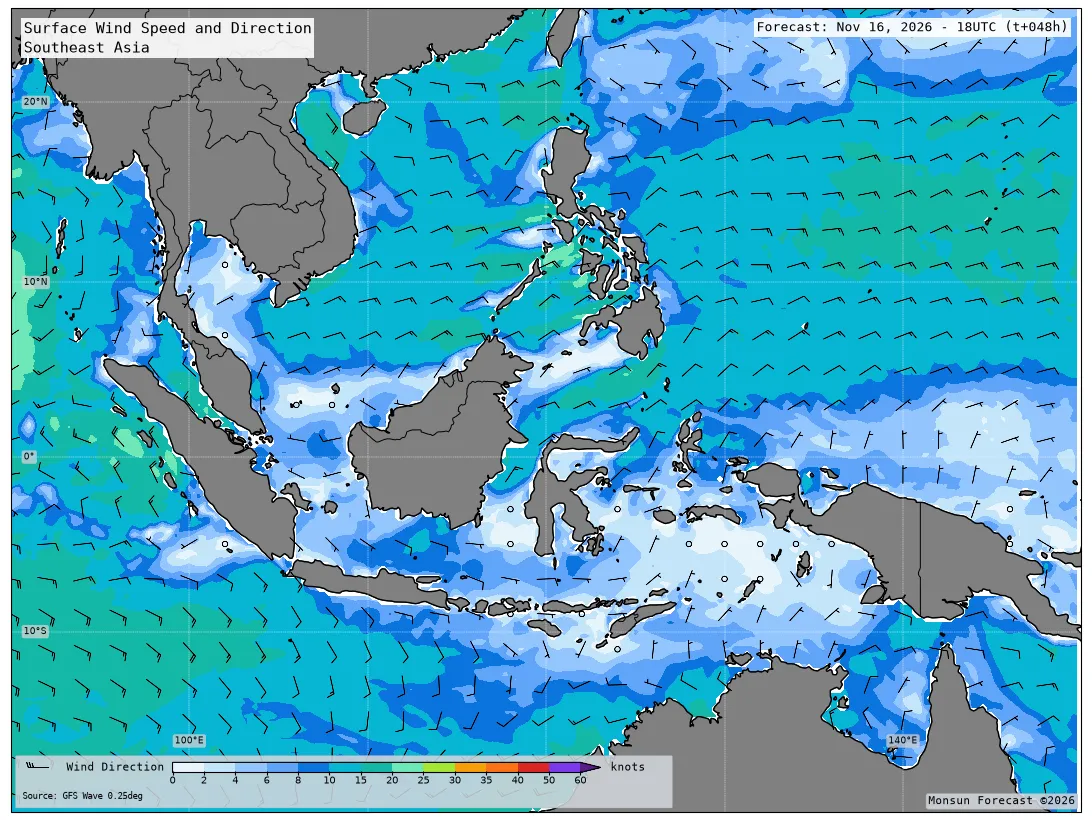 Surface Wind Speed and Direction
Southeast Asia
Forecast: Nov 16, 2026 - 18UTC (t+048h)
20°N
10°N
0°
10°S
100°E
140°E
Wind Direction
0 2 4 6 8 10 15 20 25 30 35 40 50 60
knots
Source: GFS Wave 0.25deg
Monsun Forecast ©2026